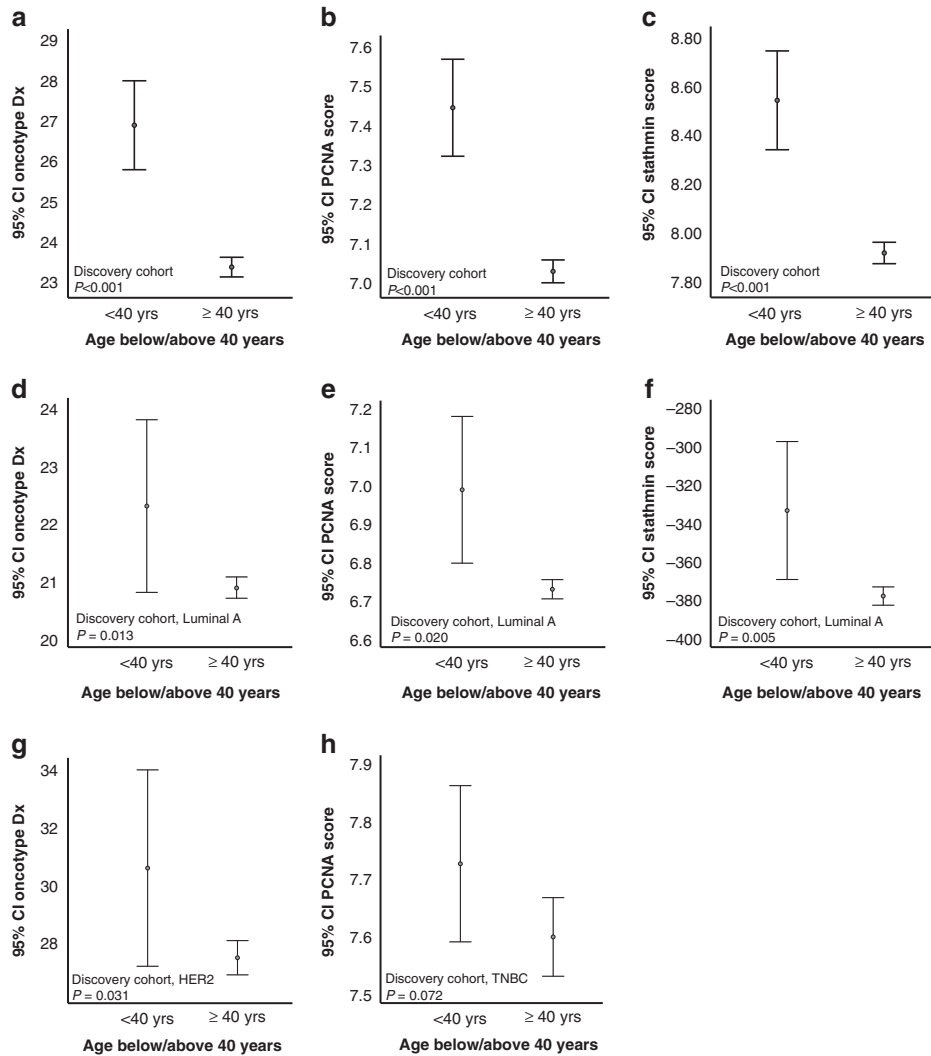 a
95% CI oncotype Dx
29
28
27
26
25
24
23
Discovery cohort
P<0.001
<40 yrs
≥ 40 yrs
Age below/above 40 years
b
95% CI PCNA score
7.6
7.5
7.4
7.3
7.2
7.1
7.0
Discovery cohort
P<0.001
<40 yrs
≥ 40 yrs
Age below/above 40 years
c
95% CI stathmin score
8.80
8.60
8.40
8.20
8.00
7.80
Discovery cohort
P<0.001
<40 yrs
≥ 40 yrs
Age below/above 40 years
d
95% CI oncotype Dx
24
23
22
21
20
Discovery cohort, Luminal A
P = 0.013
<40 yrs
≥ 40 yrs
Age below/above 40 years
e
95% CI PCNA score
7.2
7.1
7.0
6.9
6.8
6.7
6.6
Discovery cohort, Luminal A
P = 0.020
<40 yrs
≥ 40 yrs
Age below/above 40 years
f
95% CI stathmin score
–280
–300
–320
–340
–360
–380
–400
Discovery cohort, Luminal A
P = 0.005
<40 yrs
≥ 40 yrs
Age below/above 40 years
g
95% CI oncotype Dx
34
32
30
28
Discovery cohort, HER2
P = 0.031
<40 yrs
≥ 40 yrs
Age below/above 40 years
h
95% CI PCNA score
7.9
7.8
7.7
7.6
7.5
Discovery cohort, TNBC
P = 0.072
<40 yrs
≥ 40 yrs
Age below/above 40 years